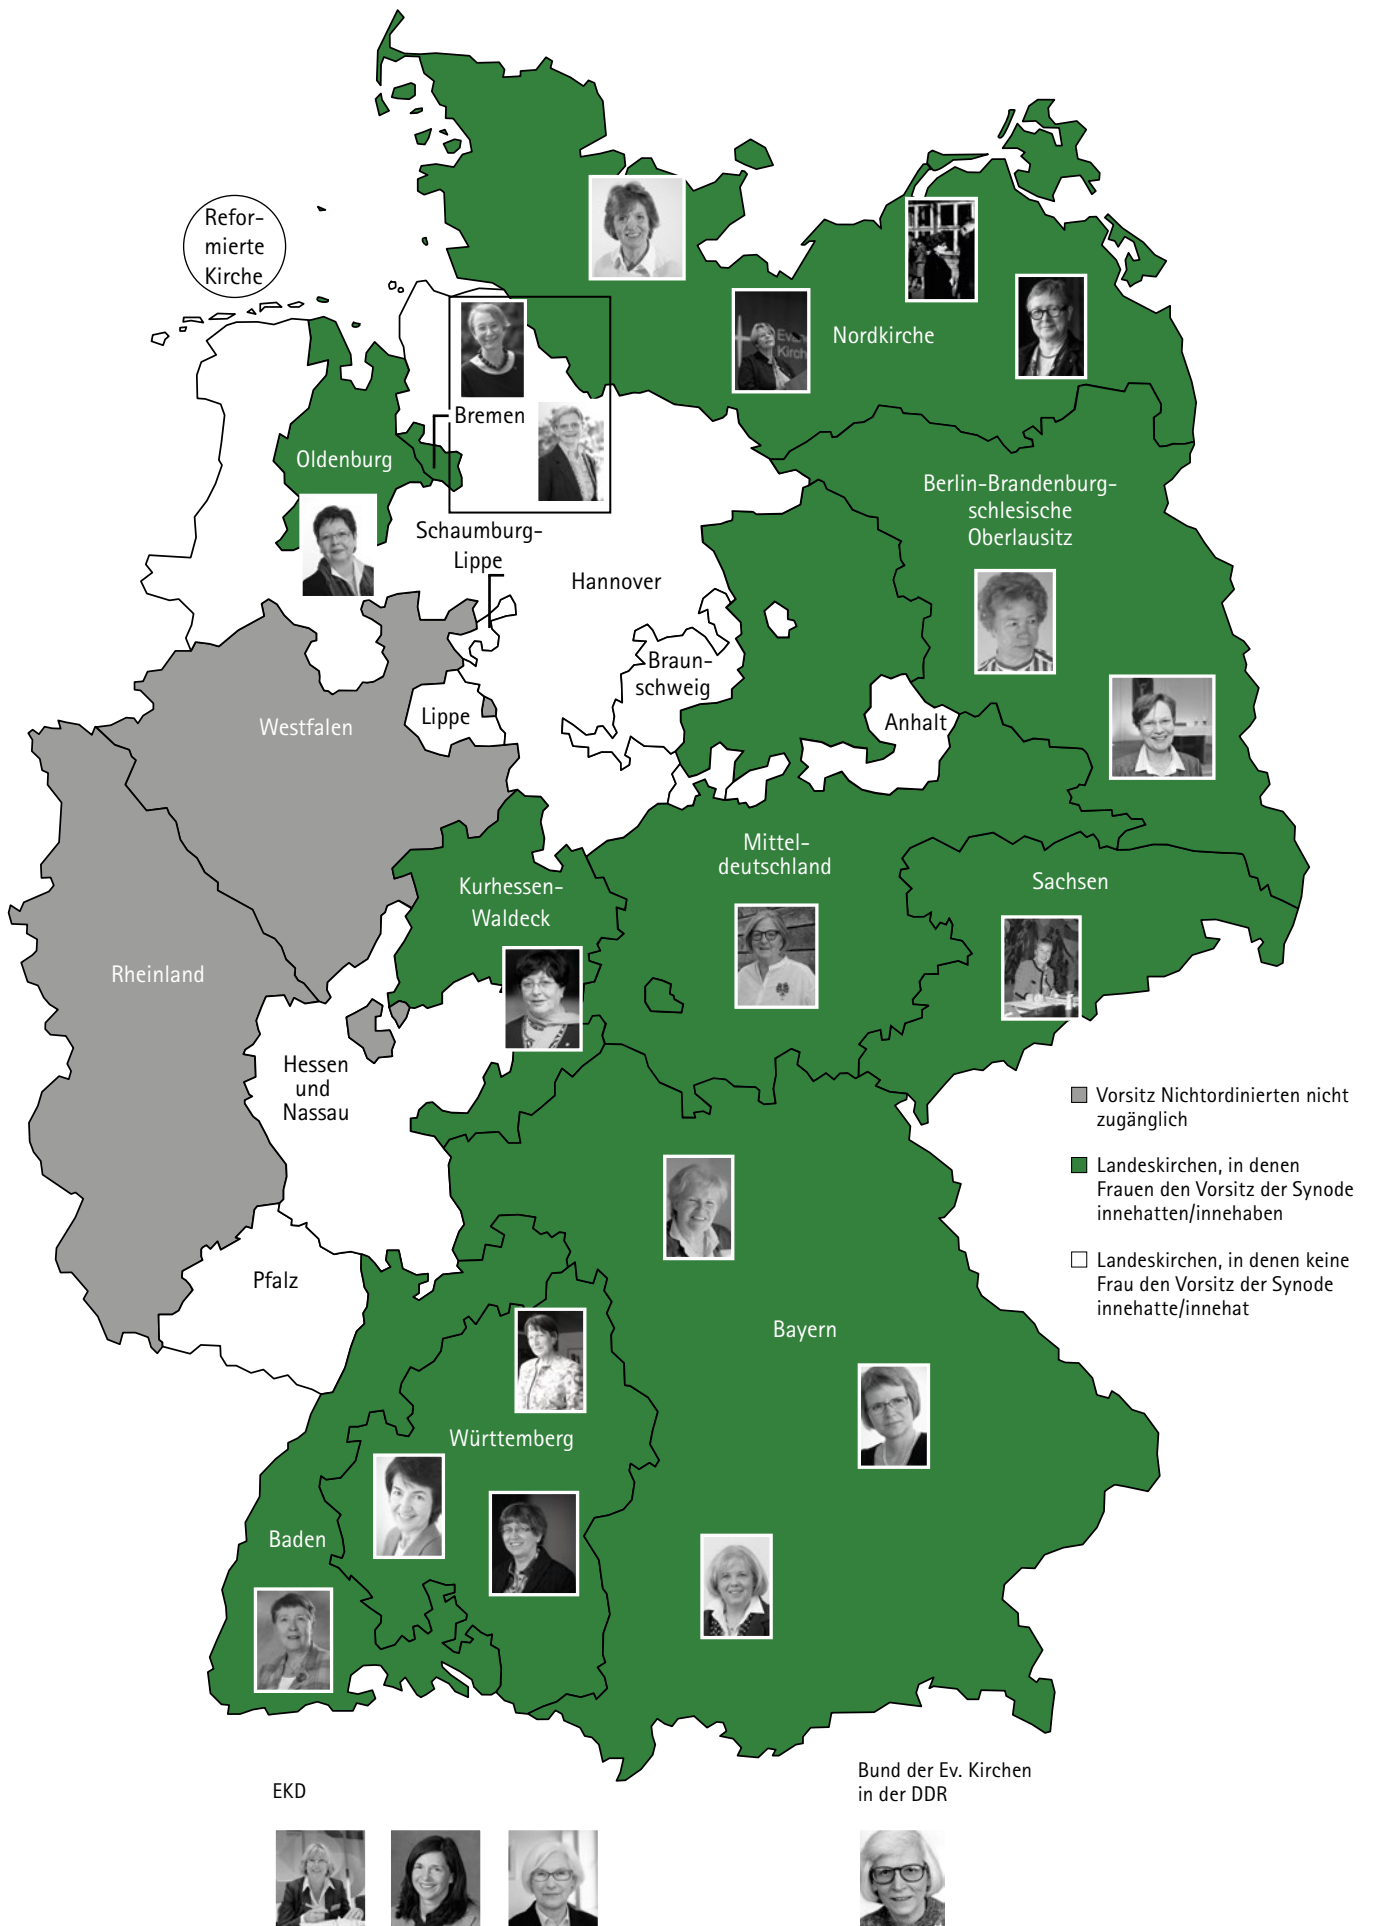 Refor-
mierte
Kirche
Evan
Kirch
Nordkirche
Bremen
Oldenburg
Berlin-Brandenburg-
schlesische
Oberlausitz
Schaumburg-
Lippe
Hannover
Braun-
schweig
Westfalen
Lippe
Anhalt
Mittel-
deutschland
Kurhessen-
Waldeck
Sachsen
Rheinland
Hessen
und
Nassau
Vorsitz Nichtordinierten nicht
zugänglich
Landeskirchen, in denen
Frauen den Vorsitz der Synode
innehatten/innehaben
Landeskirchen, in denen keine
Frau den Vorsitz der Synode
innehatte/innehat
Pfalz
Bayern
Württemberg
Baden
EKD
Bund der Ev. Kirchen
in der DDR